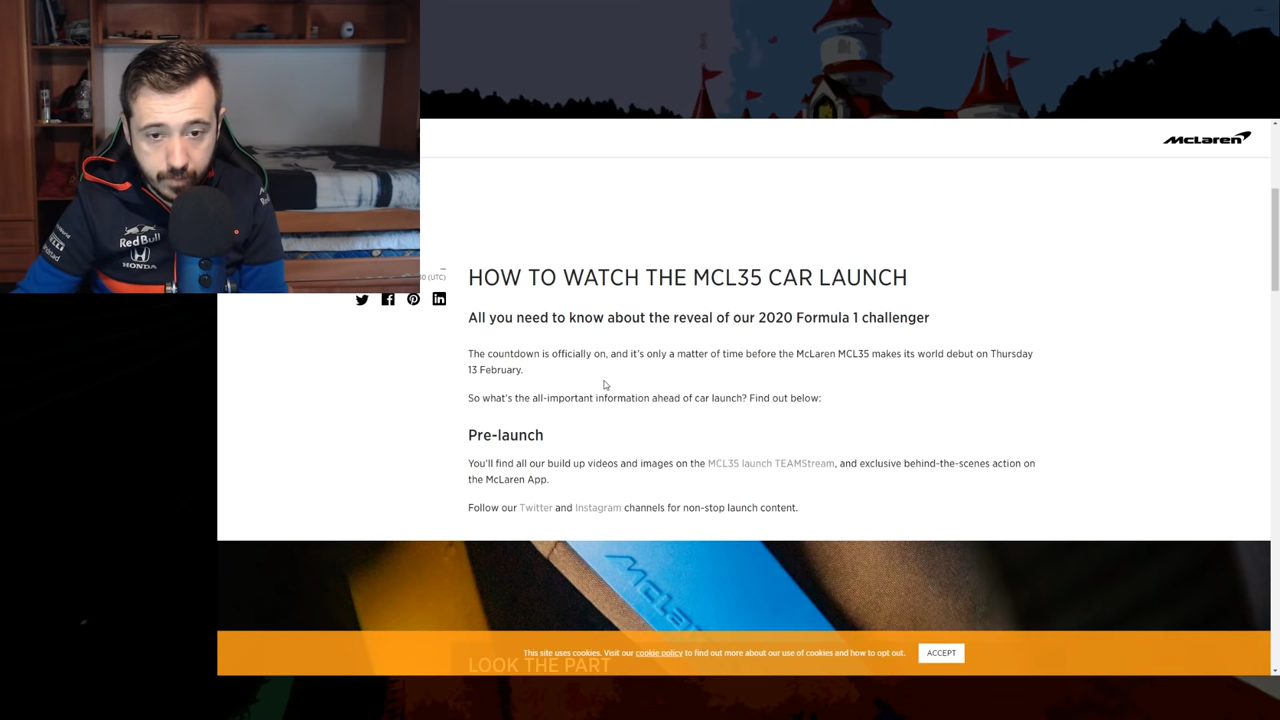 Red Bull
HONDA
McLaren
0 (UTC)
HOW TO WATCH THE MCL35 CAR LAUNCH
All you need to know about the reveal of our 2020 Formula 1 challenger
The countdown is officially on, and it's only a matter of time before the McLaren MCL35 makes its world debut on Thursday
13 February.
So what's the all-important information ahead of car launch? Find out below:
Pre-launch
You'll find all our build up videos and images on the MCL35 launch TEAMStream, and exclusive behind-the-scenes action on
the McLaren App.
Follow our Twitter and Instagram channels for non-stop launch content.
McLar
This site uses cookies. Visit our cookie policy to find out more about our use of cookies and how to opt out.
ACCEPT
LOOK THE PART